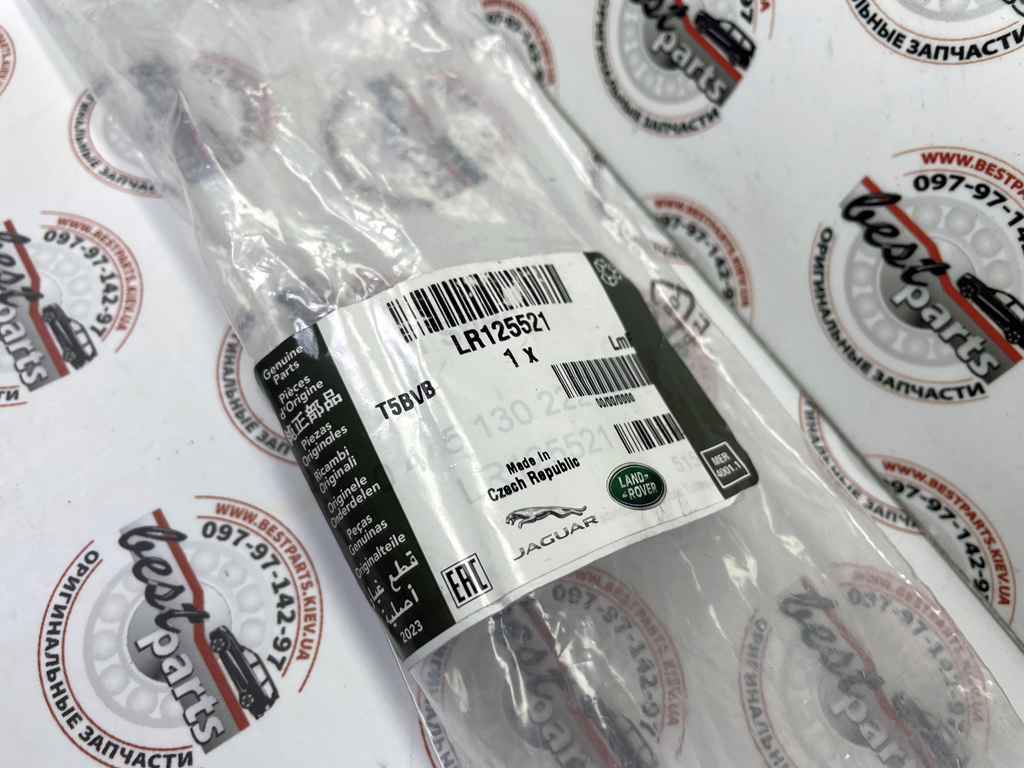 LR125521
1 x
T5BVB
Made in
Czech Republic
LAND
ROVER
JAGUAR
EAC
MER
4001.1
Genuine
Parts
Pièces
d'Origine
纯正部品
Piezas
Originales
Ricambi
Originali
Originele
Onderdelen
Peças
Genuinas
Originalteile
قطع غيار
أصلية
2023
WWW.BESTPARTS.KIEV.UA
097-97-142-97
best
parts
ОРИГИНАЛЬНЫЕ ЗАПЧАСТИ